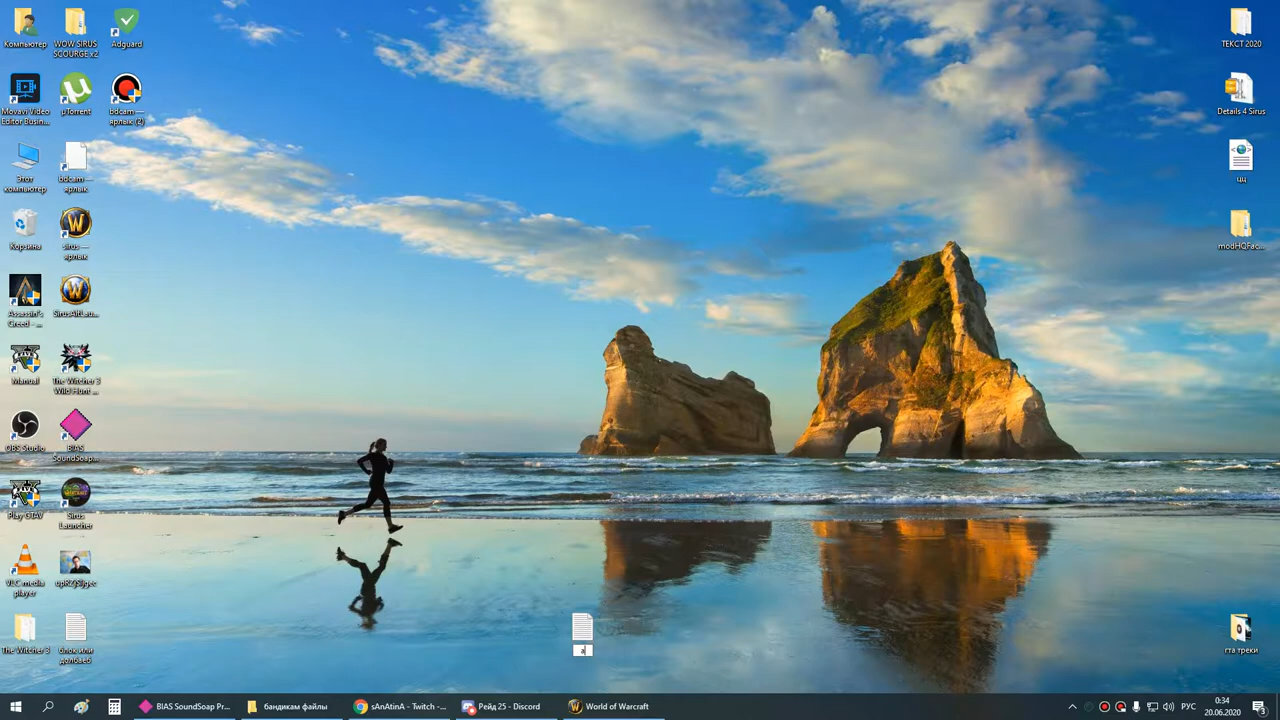 Компьютер
WOW SIRUS
SCOURGE x2
Adguard
Movavi Video
Editor Busin...
µTorrent
bdcam —
ярлык (2)
Этот
компьютер
bdcam —
ярлык
Корзина
sirus —
ярлык
Assassin's
Creed - ...
Manual
The Witcher 3
Wild Hunt ...
OBS Studio
BIAS
SoundSoap...
Play GTAV
Sirus
Launcher
VLC media
player
The Witcher 3
блок или
долбаеб
а
ТЕКСТ 2020
Details 4 Sirus
чц
modHQFac...
гта треки
BIAS SoundSoap Pr...
бандикам файлы
sAnAtinA - Twitch -...
Рейд 25 - Discord
World of Warcraft
РУС
0:34
20.06.2020